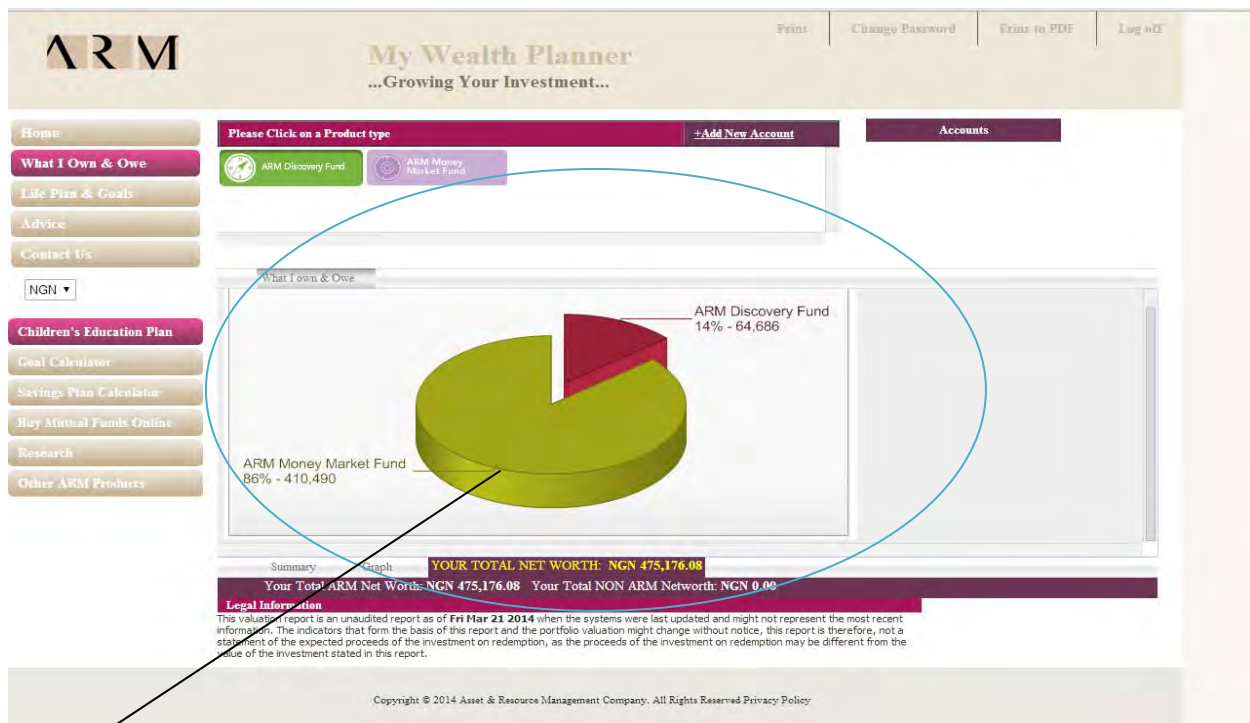 ARM
My Wealth Planner
...Growing Your Investment...
Print
Change Password
Print to PDF
Log off
Home
What I Own & Owe
Life Plan & Goals
Advice
Contact Us
NGN
Children's Education Plan
Goal Calculator
Savings Plan Calculator
Buy Mutual Funds Online
Research
Other ARM Products
Please Click on a Product type
+Add New Account
Accounts
ARM Discovery Fund
ARM Money
Market Fund
What I own & Owe
ARM Discovery Fund
14% - 64,686
ARM Money Market Fund
86% - 410,490
Summary
Graph
YOUR TOTAL NET WORTH: NGN 475,176.08
Your Total ARM Net Worth: NGN 475,176.08 Your Total NON ARM Networth: NGN 0.00
Legal Information
This valuation report is an unaudited report as of Fri Mar 21 2014 when the systems were last updated and might not represent the most recent
information. The indicators that form the basis of this report and the portfolio valuation might change without notice, this report is therefore, not a
statement of the expected proceeds of the investment on redemption, as the proceeds of the investment on redemption may be different from the
value of the investment stated in this report.
Copyright © 2014 Asset & Resource Management Company. All Rights Reserved Privacy Policy